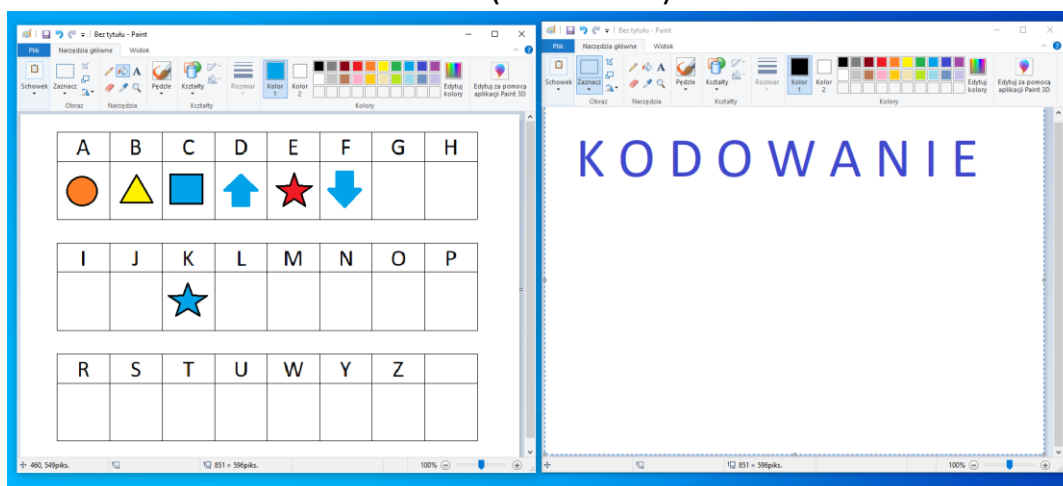 Bez tytułu - Paint
Plik Narzędzia główne Widok
Schowek Zaznacz Pędzle Kształty Rozmiar Kolor 1 Kolor 2 Edytuj kolory Edytuj za pomocą aplikacji Paint 3D
Obraz Narzędzia Kształty Kolory
A B C D E F G H
I J K L M N O P
R S T U W Y Z
460, 549piks. 851 × 596piks. 100%
Bez tytułu - Paint
Plik Narzędzia główne Widok
Schowek Zaznacz Pędzle Kształty Rozmiar Kolor 1 Kolor 2 Edytuj kolory Edytuj za pomocą aplikacji Paint 3D
Obraz Narzędzia Kształty Kolory
K O D O W A N I E
851 × 596piks. 100%